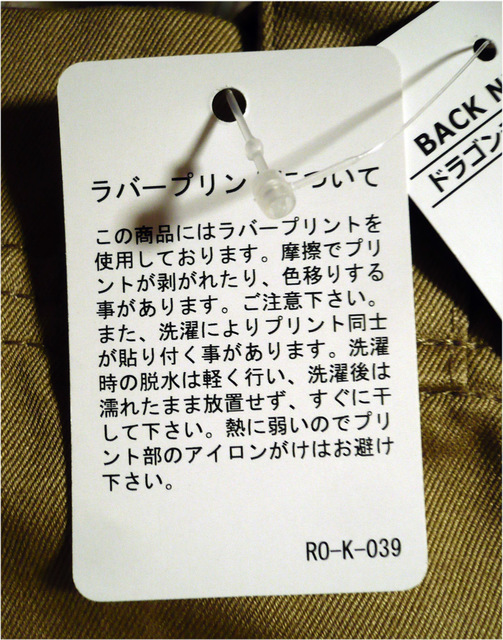 ラバープリントについて
この商品にはラバープリントを
使用しております。摩擦でプリ
ントが剥がれたり、色移りする
事があります。ご注意下さい。
また、洗濯によりプリント同士
が貼り付く事があります。洗濯
時の脱水は軽く行い、洗濯後は
濡れたまま放置せず、すぐに干
して下さい。熱に弱いのでプリ
ント部のアイロンがけはお避け
下さい。
RO-K-039
BACK
ドラゴン